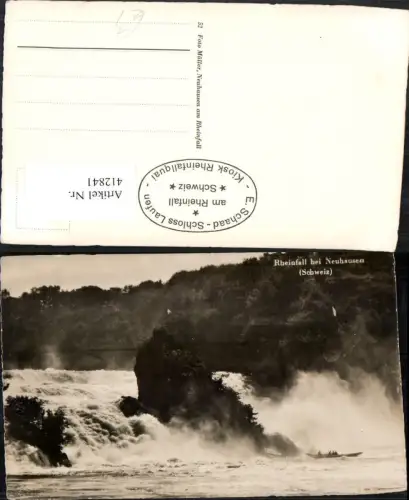 52 Foto Müller, Neuhausen am Rheinfall
Artikel Nr.
412841
E. Schaad - Schloss Laufen - Kiosk Rheinfallquai -
am Rheinfall
Schweiz
Rheinfall bei Neuhausen
(Schweiz)